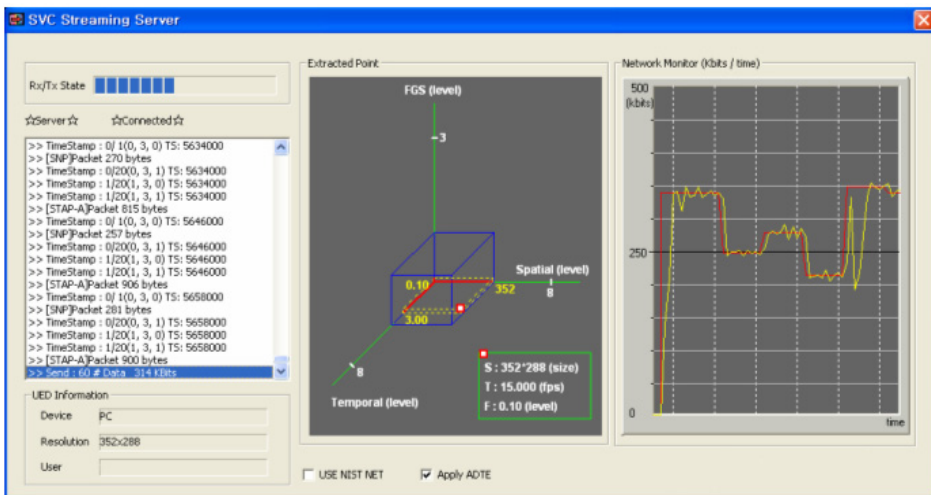 SVC Streaming Server
Rx/Tx State
☆Server☆ ☆Connected☆
>> TimeStamp : 0/ 1(0, 3, 0) TS: 5634000
>> [SNP]Packet 270 bytes
>> TimeStamp : 0/20(0, 3, 1) TS: 5634000
>> TimeStamp : 1/20(1, 3, 0) TS: 5634000
>> TimeStamp : 1/20(1, 3, 1) TS: 5634000
>> [STAP-A]Packet 815 bytes
>> TimeStamp : 0/ 1(0, 3, 0) TS: 5646000
>> [SNP]Packet 257 bytes
>> TimeStamp : 0/20(0, 3, 1) TS: 5646000
>> TimeStamp : 1/20(1, 3, 0) TS: 5646000
>> TimeStamp : 1/20(1, 3, 1) TS: 5646000
>> [STAP-A]Packet 906 bytes
>> TimeStamp : 0/ 1(0, 3, 0) TS: 5658000
>> [SNP]Packet 281 bytes
>> TimeStamp : 0/20(0, 3, 1) TS: 5658000
>> TimeStamp : 1/20(1, 3, 0) TS: 5658000
>> TimeStamp : 1/20(1, 3, 1) TS: 5658000
>> [STAP-A]Packet 900 bytes
>> Send : 60 # Data 314 KBits
UED Information
Device PC
Resolution 352x288
User
Extracted Point
FGS (level)
3
Spatial (level)
0.10
352
8
3.00
8
Temporal (level)
S : 352*288 (size)
T : 15.000 (fps)
F : 0.10 (level)
USE NIST NET
Apply ADTE
Network Monitor (Kbits / time)
500
(kbits)
250
0
time